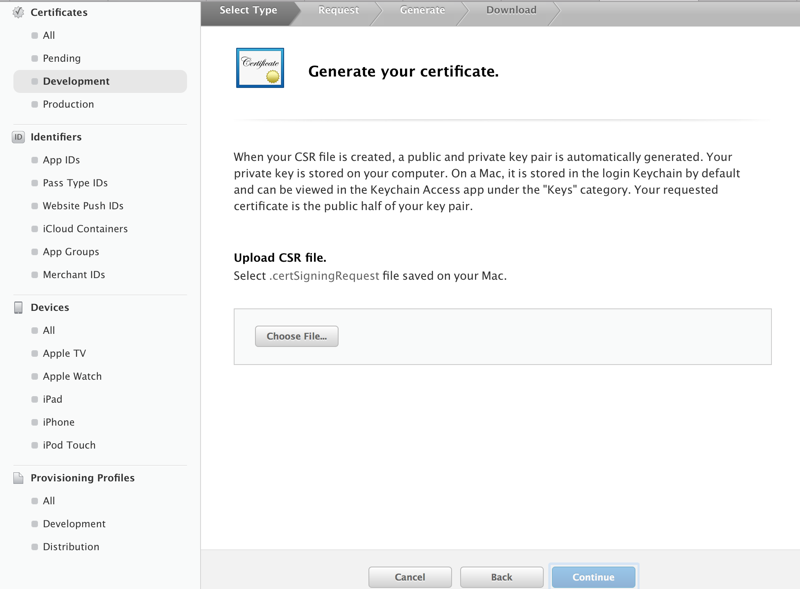 Certificates
All
Pending
Development
Production
ID Identifiers
App IDs
Pass Type IDs
Website Push IDs
iCloud Containers
App Groups
Merchant IDs
Devices
All
Apple TV
Apple Watch
iPad
iPhone
iPod Touch
Provisioning Profiles
All
Development
Distribution
Select Type Request Generate Download
Certificate
Generate your certificate.
When your CSR file is created, a public and private key pair is automatically generated. Your
private key is stored on your computer. On a Mac, it is stored in the login Keychain by default
and can be viewed in the Keychain Access app under the "Keys" category. Your requested
certificate is the public half of your key pair.
Upload CSR file.
Select .certSigningRequest file saved on your Mac.
Choose File...
Cancel Back Continue